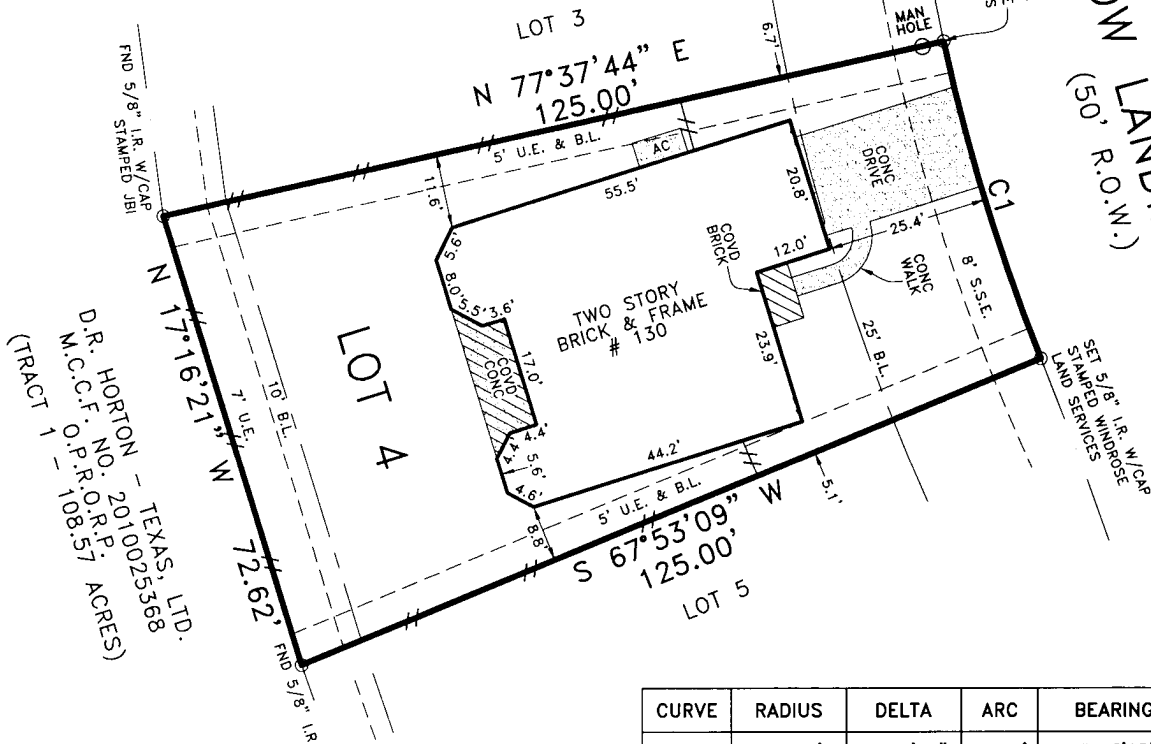 LOT 3
N 77°37'44" E
125.00'
6.7'
MAN
HOLE
OW LAND
(50' R.O.W.)
FND 5/8" I.R. W/CAP
STAMPED JBI
5' U.E. & B.L.
AC
11.6'
55.5'
20.8'
CONC
DRIVE
C1
25.4'
12.0'
COVD
BRICK
CONC
WALK
8' S.S.E.
25' B.L.
5.6'
8.0'
5.5'
3.6'
TWO STORY
BRICK & FRAME
# 130
23.9'
17.0'
COVD
CONC
4.4'
4.4'
5.6'
4.6'
44.2'
8.8'
LOT 4
N 17°16'21" W
72.62'
7' U.E.
10' B.L.
D.R. HORTON - TEXAS, LTD.
M.C.C.F. NO. 2010025368
O.P.R.O.R.P.
(TRACT 1 - 108.57 ACRES)
5' U.E. & B.L.
S 67°53'09" W
125.00'
5.1'
LOT 5
SET 5/8" I.R. W/CAP
STAMPED WINDROSE
LAND SERVICES
FND 5/8" I.R
CURVE RADIUS DELTA ARC BEARING